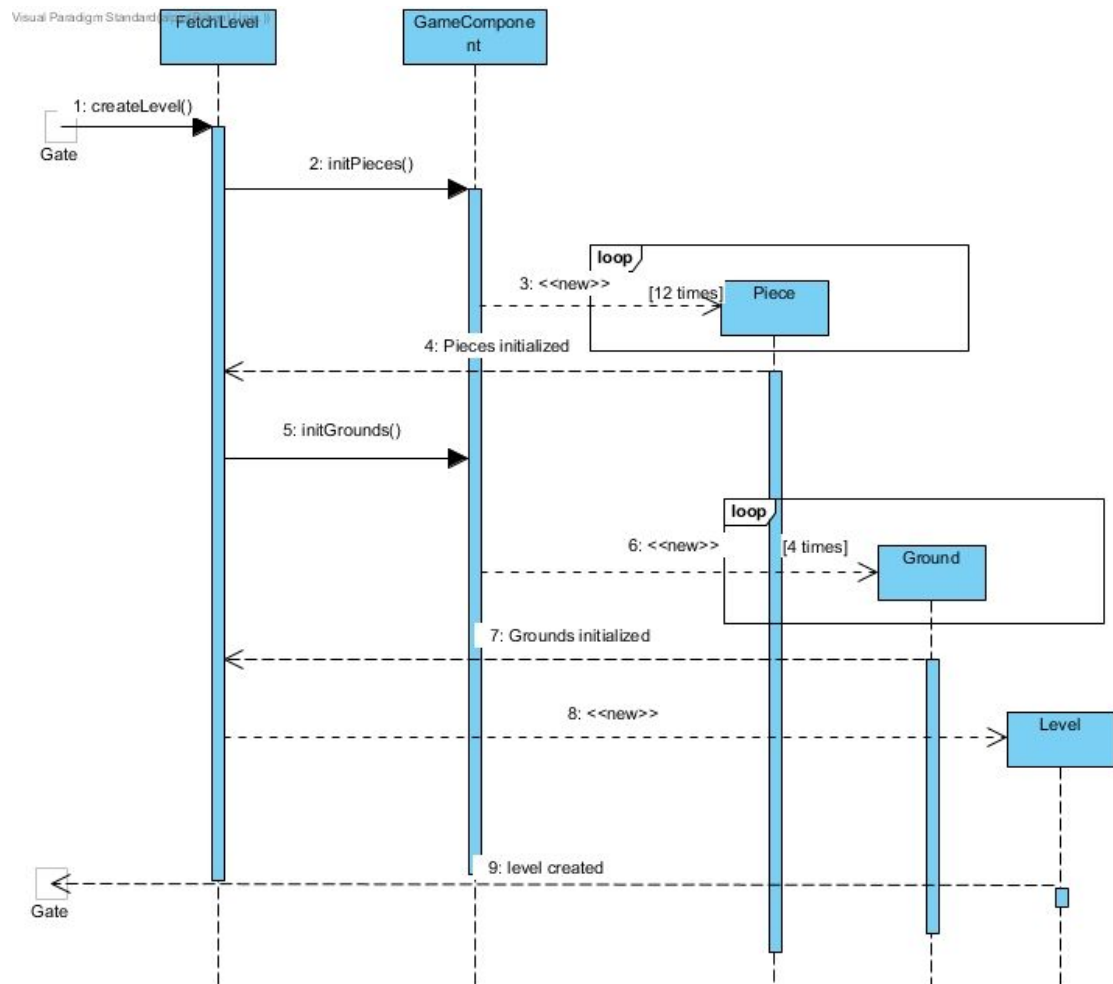 Visual Paradigm Standard
FetchLevel
GameCompone
nt
1: createLevel()
Gate
2: initPieces()
loop
3: <<new>>
[12 times]
Piece
4: Pieces initialized
5: initGrounds()
loop
6: <<new>>
[4 times]
Ground
7: Grounds initialized
8: <<new>>
Level
9: level created
Gate